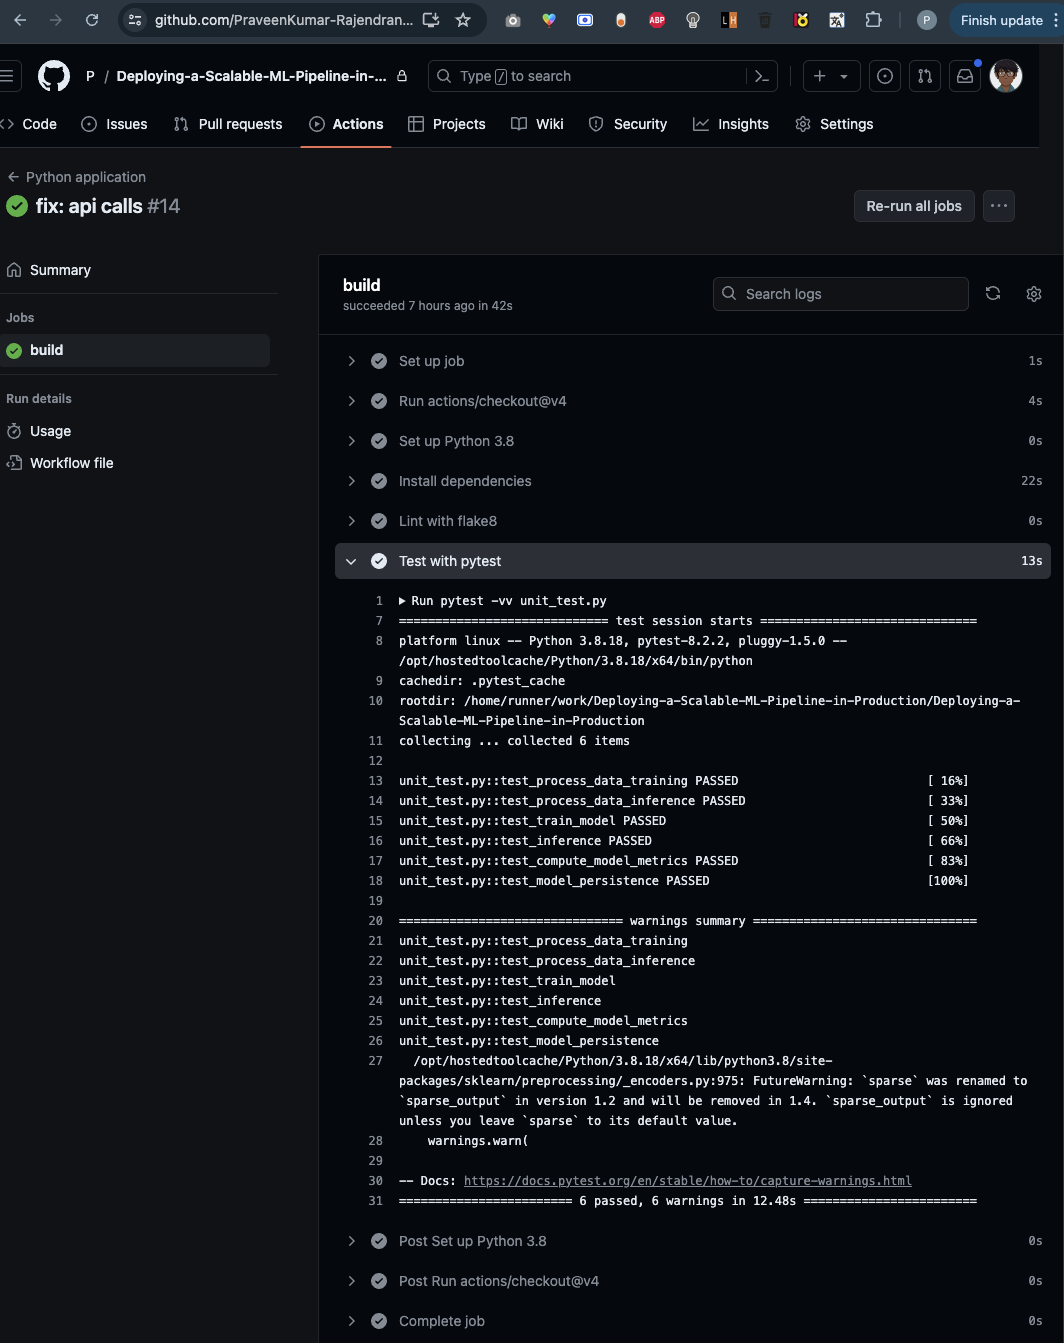 github.com/PraveenKumar-Rajendran...
ABP
LH
P
Finish update
P / Deploying-a-Scalable-ML-Pipeline-in-...
Type / to search
Code
Issues
Pull requests
Actions
Projects
Wiki
Security
Insights
Settings
Python application
fix: api calls #14
Re-run all jobs
Summary
Jobs
build
Run details
Usage
Workflow file
build
succeeded 7 hours ago in 42s
Search logs
Set up job 1s
Run actions/checkout@v4 4s
Set up Python 3.8 0s
Install dependencies 22s
Lint with flake8 0s
Test with pytest 13s
1 ▶ Run pytest -vv unit_test.py
7 ============================= test session starts ==============================
8 platform linux -- Python 3.8.18, pytest-8.2.2, pluggy-1.5.0 --
/opt/hostedtoolcache/Python/3.8.18/x64/bin/python
9 cachedir: .pytest_cache
10 rootdir: /home/runner/work/Deploying-a-Scalable-ML-Pipeline-in-Production/Deploying-a-
Scalable-ML-Pipeline-in-Production
11 collecting ... collected 6 items
12
13 unit_test.py::test_process_data_training PASSED [ 16%]
14 unit_test.py::test_process_data_inference PASSED [ 33%]
15 unit_test.py::test_train_model PASSED [ 50%]
16 unit_test.py::test_inference PASSED [ 66%]
17 unit_test.py::test_compute_model_metrics PASSED [ 83%]
18 unit_test.py::test_model_persistence PASSED [100%]
19
20 =============================== warnings summary ===============================
21 unit_test.py::test_process_data_training
22 unit_test.py::test_process_data_inference
23 unit_test.py::test_train_model
24 unit_test.py::test_inference
25 unit_test.py::test_compute_model_metrics
26 unit_test.py::test_model_persistence
27 /opt/hostedtoolcache/Python/3.8.18/x64/lib/python3.8/site-
packages/sklearn/preprocessing/_encoders.py:975: FutureWarning: `sparse` was renamed to
`sparse_output` in version 1.2 and will be removed in 1.4. `sparse_output` is ignored
unless you leave `sparse` to its default value.
28 warnings.warn(
29
30 -- Docs: https://docs.pytest.org/en/stable/how-to/capture-warnings.html
31 ======================== 6 passed, 6 warnings in 12.48s ========================
Post Set up Python 3.8 0s
Post Run actions/checkout@v4 0s
Complete job 0s